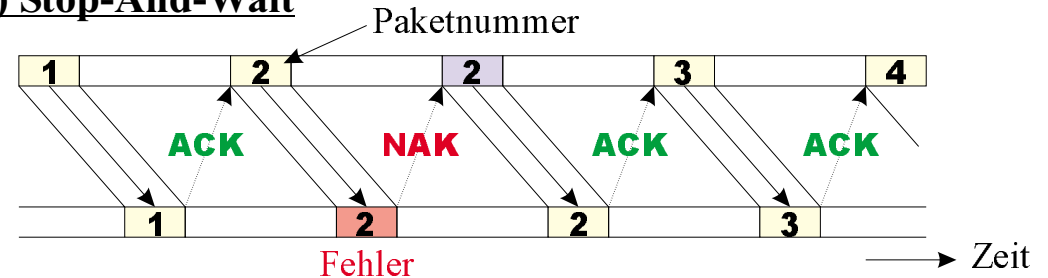 ) Stop-And-Wait
Paketnummer
1 2 2 3 4
ACK NAK ACK ACK
1 2 2 3
Fehler
Zeit